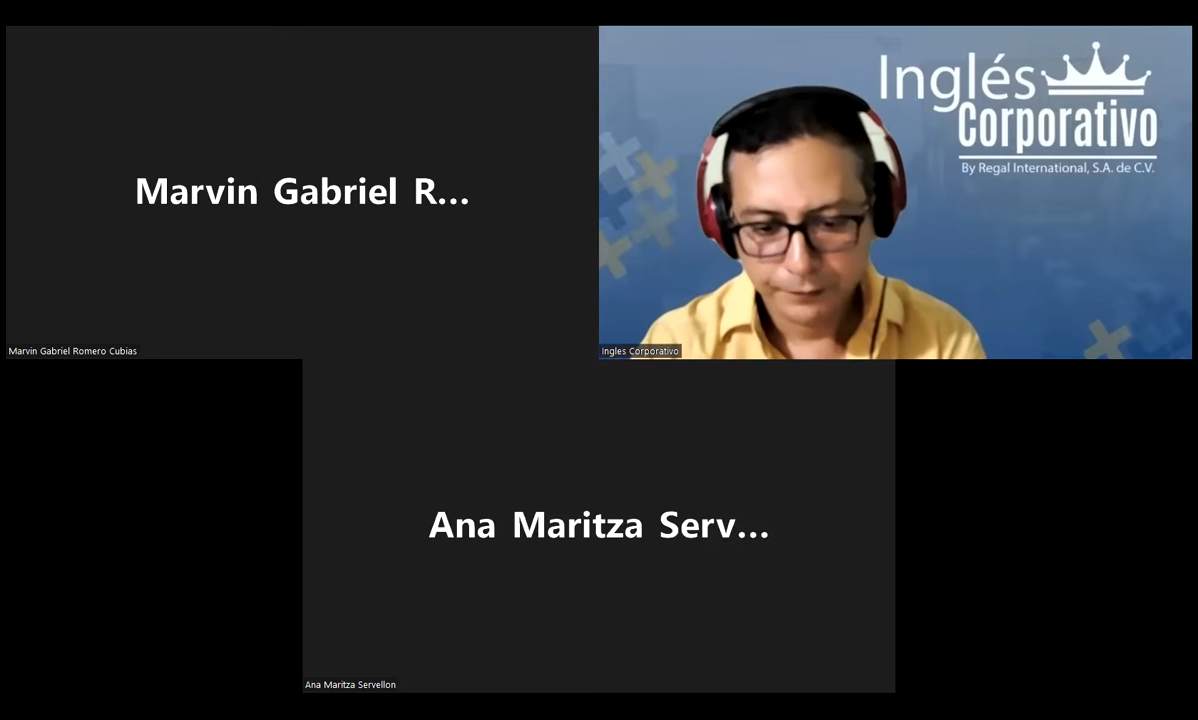 Marvin Gabriel R...
Marvin Gabriel Romero Cubias
Inglés
Corporativo
By Regal International, S.A. de C.V.
Ingles Corporativo
Ana Maritza Serv...
Ana Maritza Servellon